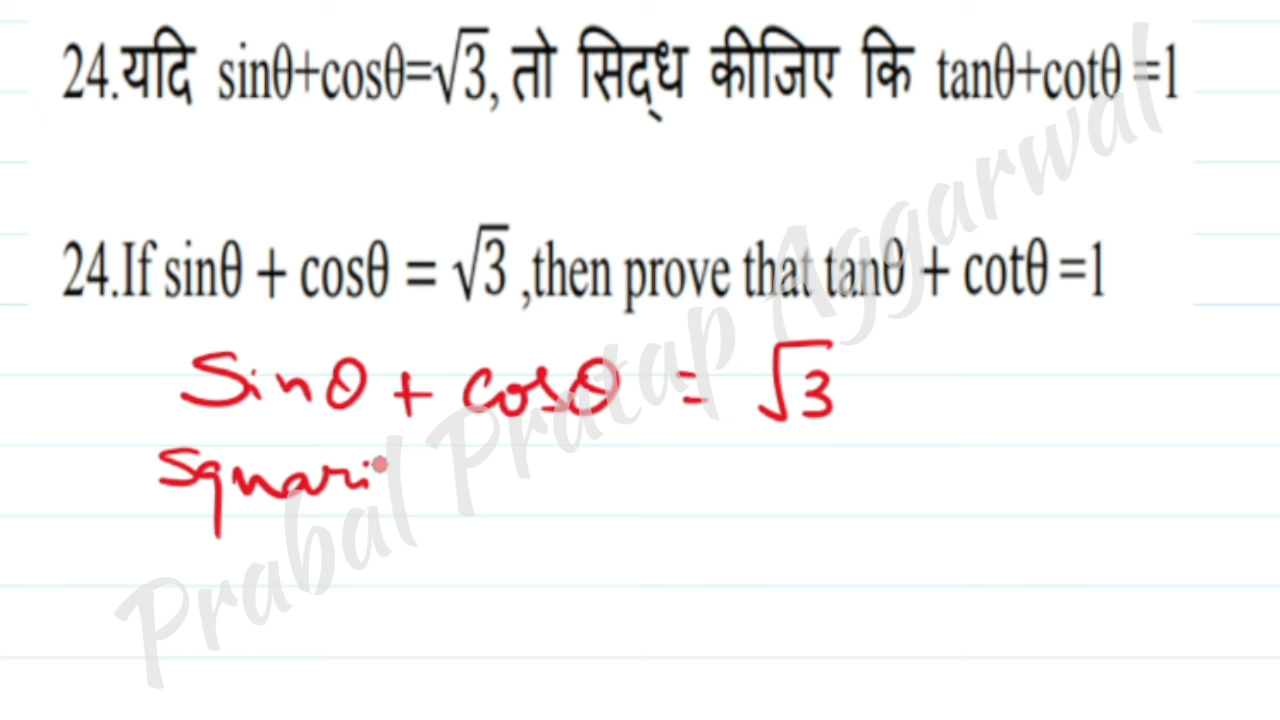 24.यदि sinθ+cosθ=√3, तो सिद्ध कीजिए कि tanθ+cotθ =1
24.If sinθ + cosθ = √3 ,then prove that tanθ + cotθ =1
Sinθ + cosθ = √3
Squari
Prabal Pratap Aggarwal